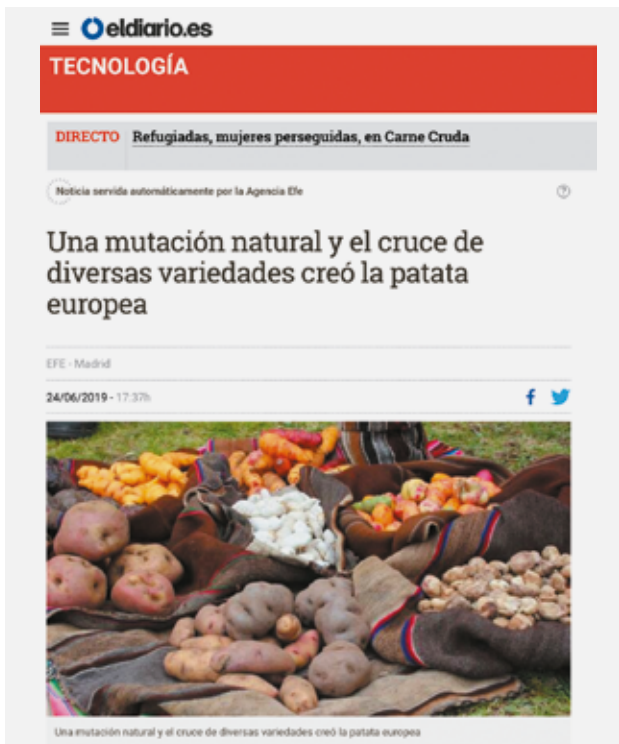 eldiario.es
TECNOLOGÍA
DIRECTO Refugiadas, mujeres perseguidas, en Carne Cruda
Noticia servida automáticamente por la Agencia Efe
Una mutación natural y el cruce de
diversas variedades creó la patata
europea
EFE - Madrid
24/06/2019 - 17:37h
Una mutación natural y el cruce de diversas variedades creó la patata europea